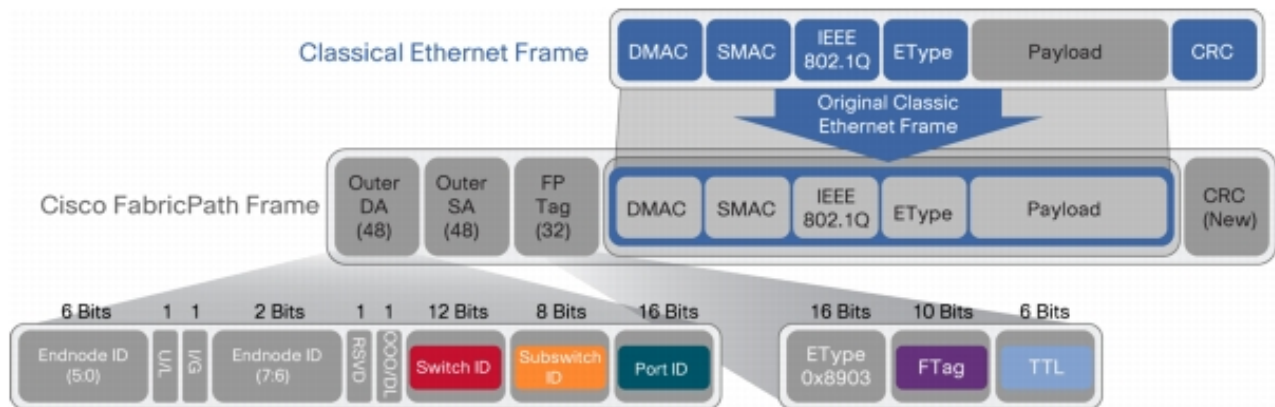 Classical Ethernet Frame
DMAC SMAC IEEE 802.1Q EType Payload CRC
Original Classic
Ethernet Frame
Cisco FabricPath Frame
Outer DA (48) Outer SA (48) FP Tag (32) DMAC SMAC IEEE 802.1Q EType Payload CRC (New)
6 Bits 1 1 2 Bits 1 1 12 Bits 8 Bits 16 Bits 16 Bits 10 Bits 6 Bits
Endnode ID (5:0) U/L I/G Endnode ID (7:6) RSVD OOO/DL Switch ID Subswitch ID Port ID EType 0x8903 FTag TTL